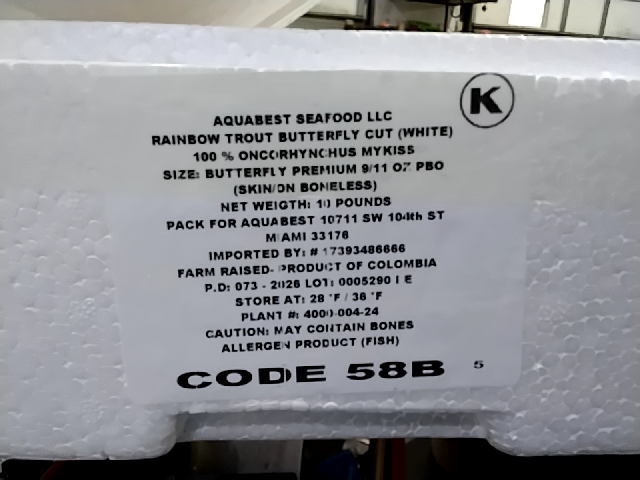 K
AQUABEST SEAFOOD LLC
RAINBOW TROUT BUTTERFLY CUT (WHITE)
100 % ONCORHYNCHUS MYKISS
SIZE: BUTTERFLY PREMIUM 9/11 OZ PBO
(SKIN/ON BONELESS)
NET WEIGTH: 10 POUNDS
PACK FOR AQUABEST 10711 SW 104th ST
MIAMI 33176
IMPORTED BY: # 17393486666
FARM RAISED- PRODUCT OF COLOMBIA
P.D: 073 - 2026 LOT: 0005290 I E
STORE AT: 28 °F / 36 °F
PLANT #: 4000-004-24
CAUTION: MAY CONTAIN BONES
ALLERGEN PRODUCT (FISH)
CODE 58B 5